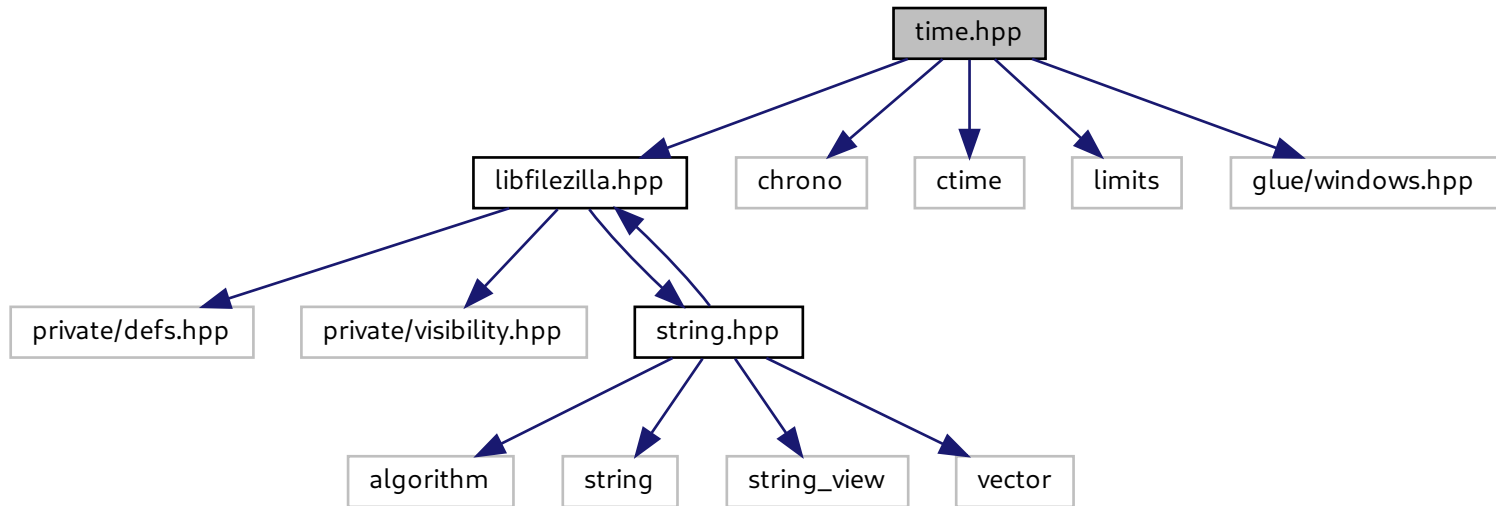 time.hpp
libfilezilla.hpp
chrono
ctime
limits
glue/windows.hpp
private/defs.hpp
private/visibility.hpp
string.hpp
algorithm
string
string_view
vector